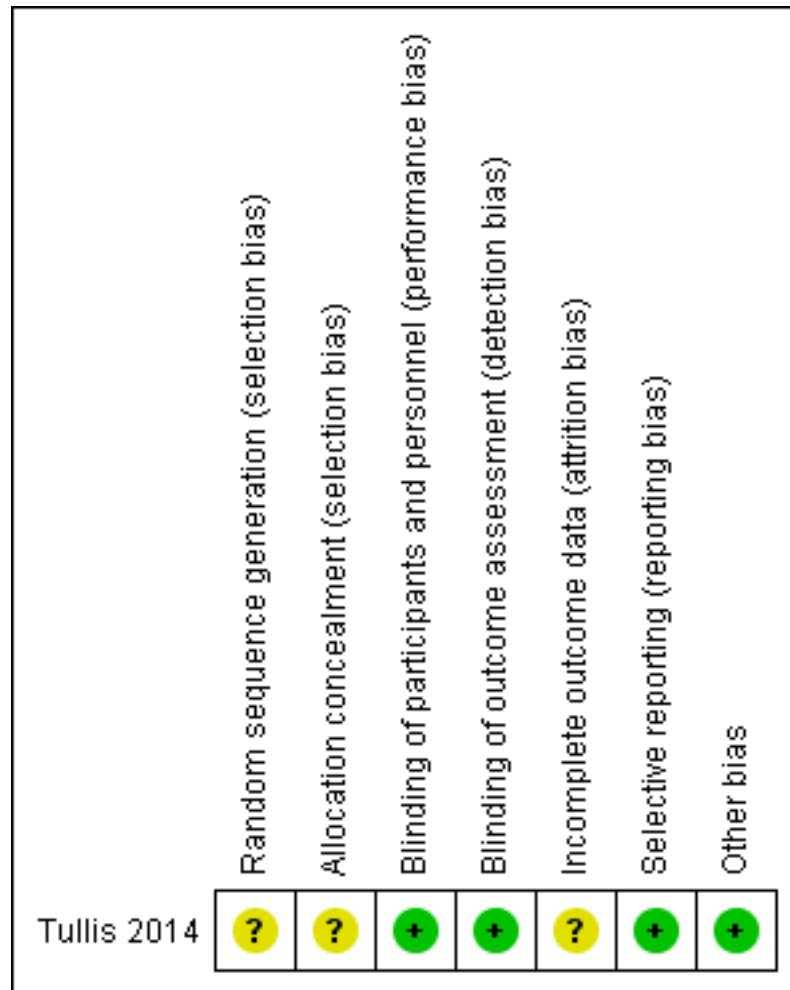 Random sequence generation (selection bias)
Allocation concealment (selection bias)
Blinding of participants and personnel (performance bias)
Blinding of outcome assessment (detection bias)
Incomplete outcome data (attrition bias)
Selective reporting (reporting bias)
Other bias
Tullis 2014 ? ? + + ? + +